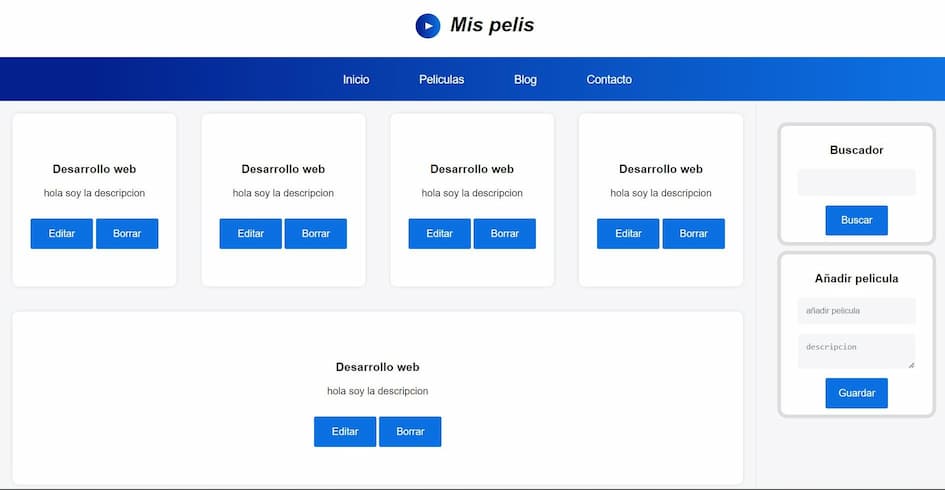 Mis pelis
Inicio Peliculas Blog Contacto
Desarrollo web
hola soy la descripcion
Editar Borrar
Desarrollo web
hola soy la descripcion
Editar Borrar
Desarrollo web
hola soy la descripcion
Editar Borrar
Desarrollo web
hola soy la descripcion
Editar Borrar
Desarrollo web
hola soy la descripcion
Editar Borrar
Buscador
Buscar
Añadir pelicula
añadir pelicula
descripcion
Guardar